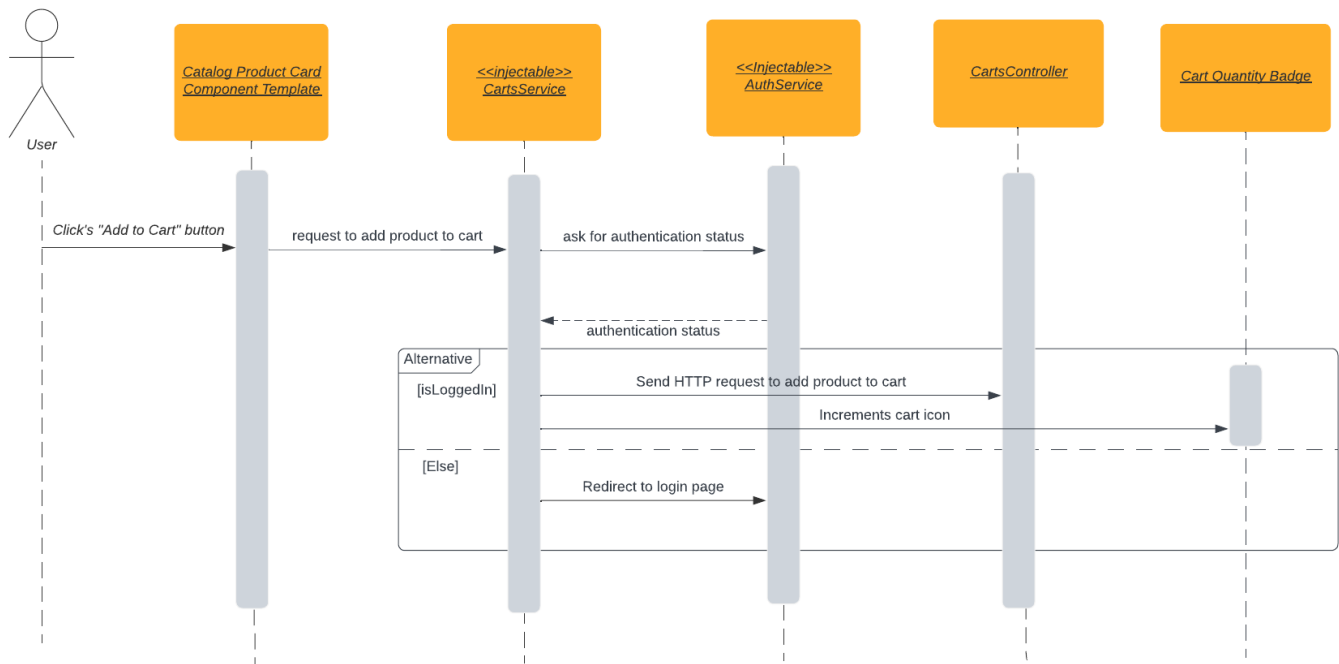 User
Catalog Product Card
Component Template
<<injectable>>
CartsService
<<Injectable>>
AuthService
CartsController
Cart Quantity Badge
Click's "Add to Cart" button
request to add product to cart
ask for authentication status
authentication status
Alternative
[isLoggedIn]
Send HTTP request to add product to cart
Increments cart icon
[Else]
Redirect to login page